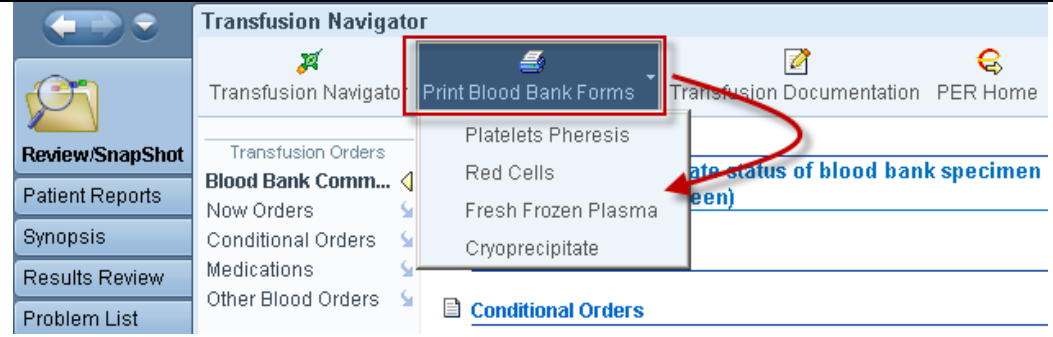 Transfusion Navigator
Transfusion Navigator
Print Blood Bank Forms
Transfusion Documentation
PER Home
Platelets Pheresis
Red Cells
Fresh Frozen Plasma
Cryoprecipitate
Review/SnapShot
Patient Reports
Synopsis
Results Review
Problem List
Transfusion Orders
Blood Bank Comm...
Now Orders
Conditional Orders
Medications
Other Blood Orders
status of blood bank specimen
Conditional Orders